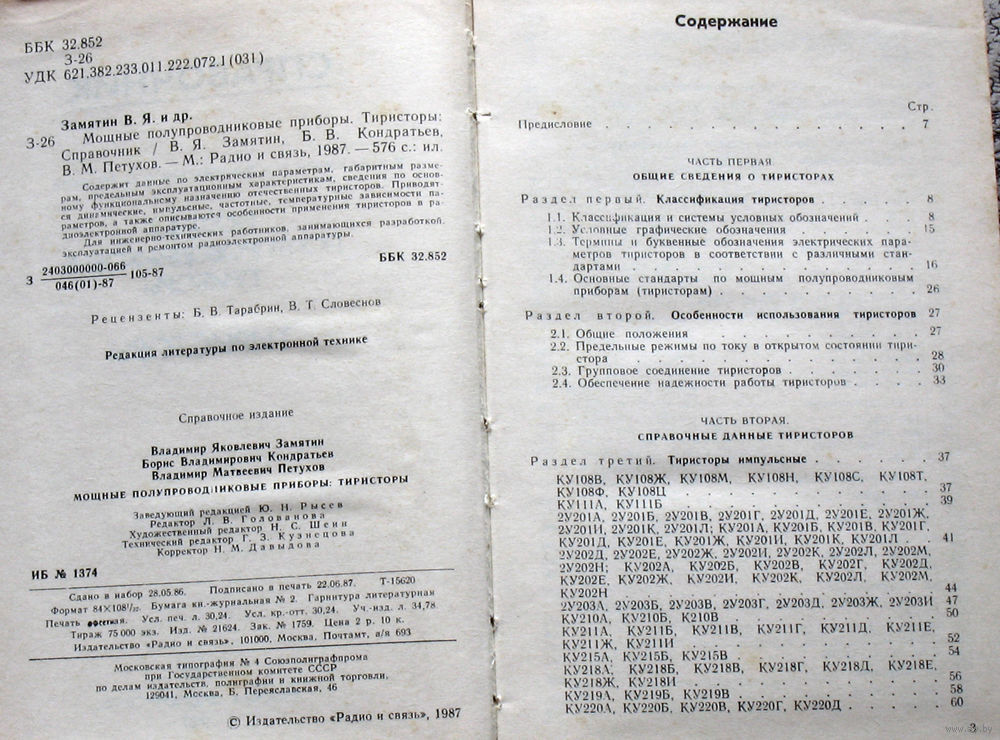 ББК 32.852
З-26
УДК 621.382.233.011.222.072.1 (031)
Замятин В. Я. и др.
З-26 Мощные полупроводниковые приборы. Тиристоры:
Справочник / В. Я. Замятин, Б. В. Кондратьев,
В. М. Петухов. — М.: Радио и связь, 1987. — 576 с.: ил.
Содержит данные по электрическим параметрам, габаритным разме-
рам, предельным эксплуатационным характеристикам, сведения по основ-
ному функциональному назначению отечественных тиристоров. Приводят-
ся динамические, импульсные, частотные, температурные зависимости па-
раметров, а также описываются особенности применения тиристоров в ра-
диоэлектронной аппаратуре.
Для инженерно-технических работников, занимающихся разработкой,
эксплуатацией и ремонтом радиоэлектронной аппаратуры.
З 2403000000-066
046(01)-87
105-87
ББК 32.852
Рецензенты: Б. В. Тарабрин, В. Т. Словеснов
Редакция литературы по электронной технике
Справочное издание
Владимир Яковлевич Замятин
Борис Владимирович Кондратьев
Владимир Матвеевич Петухов
МОЩНЫЕ ПОЛУПРОВОДНИКОВЫЕ ПРИБОРЫ: ТИРИСТОРЫ
Заведующий редакцией Ю. Н. Рысев
Редактор Л. В. Голованова
Художественный редактор Н. С. Шеин
Технический редактор Г. З. Кузнецова
Корректор Н. М. Давыдова
ИБ № 1374
Сдано в набор 28.05.86. Подписано в печать 22.06.87. Т-15620
Формат 84×108¹/₃₂. Бумага кн.-журнальная № 2. Гарнитура литературная
Печать офсетная. Усл. печ. л. 30,24. Усл. кр.-отт. 30,24. Уч.-изд. л. 34,78
Тираж 75 000 экз. Изд. № 21624. Зак. № 1759. Цена 2 р. 10 к.
Издательство «Радио и связь», 101000, Москва, Почтамт, а/я 693
Московская типография № 4 Союзполиграфпрома
при Государственном комитете СССР
по делам издательств, полиграфии и книжной торговли,
129041, Москва, Б. Переяславская, 46
© Издательство «Радио и связь», 1987
Содержание
Стр.
Предисловие . . . . . . . . . . . . 7
ЧАСТЬ ПЕРВАЯ.
ОБЩИЕ СВЕДЕНИЯ О ТИРИСТОРАХ
Раздел первый. Классификация тиристоров . . . . . 8
1.1. Классификация и системы условных обозначений . . . 8
1.2. Условные графические обозначения . . . . . . 15
1.3. Термины и буквенные обозначения электрических пара-
метров тиристоров в соответствии с различными стан-
дартами . . . . . . . . . . . . 16
1.4. Основные стандарты по мощным полупроводниковым
приборам (тиристорам) . . . . . . . . . 26
Раздел второй. Особенности использования тиристоров 27
2.1. Общие положения . . . . . . . . . 27
2.2. Предельные режимы по току в открытом состоянии тири-
стора . . . . . . . . . . . . 28
2.3. Групповое соединение тиристоров . . . . . . 30
2.4. Обеспечение надежности работы тиристоров . . . . 33
ЧАСТЬ ВТОРАЯ.
СПРАВОЧНЫЕ ДАННЫЕ ТИРИСТОРОВ
Раздел третий. Тиристоры импульсные . . . . . 37
КУ108В, КУ108Ж, КУ108М, КУ108Н, КУ108С, КУ108Т,
КУ108Ф, КУ108Ц . . . . . . . . . . 37
КУ111А, КУ111Б . . . . . . . . . . 39
2У201А, 2У201Б, 2У201В, 2У201Г, 2У201Д, 2У201Е, 2У201Ж,
2У201И, 2У201К, 2У201Л; КУ201А, КУ201Б, КУ201В, КУ201Г,
КУ201Д, КУ201Е, КУ201Ж, КУ201И, КУ201К, КУ201Л . . 41
2У202Д, 2У202Е, 2У202Ж, 2У202И, 2У202К, 2У202Л, 2У202М,
2У202Н; КУ202А, КУ202Б, КУ202В, КУ202Г, КУ202Д,
КУ202Е, КУ202Ж, КУ202И, КУ202К, КУ202Л, КУ202М,
КУ202Н . . . . . . . . . . . . 44
2У203А, 2У203Б, 2У203В, 2У203Г, 2У203Д, 2У203Ж, 2У203И 47
КУ210А, КУ210Б, К210В . . . . . . . . 50
КУ211А, КУ211Б, КУ211В, КУ211Г, КУ211Д, КУ211Е,
КУ211Ж, КУ211И . . . . . . . . . . 52
КУ215А, КУ215Б, КУ215В . . . . . . . . 54
КУ218А, КУ218Б, КУ218В, КУ218Г, КУ218Д, КУ218Е,
КУ218Ж, КУ218И . . . . . . . . . . 56
КУ219А, КУ219Б, КУ219В . . . . . . . . 58
КУ220А, КУ220Б, КУ220В, КУ220Г, КУ220Д . . . . . 60
3